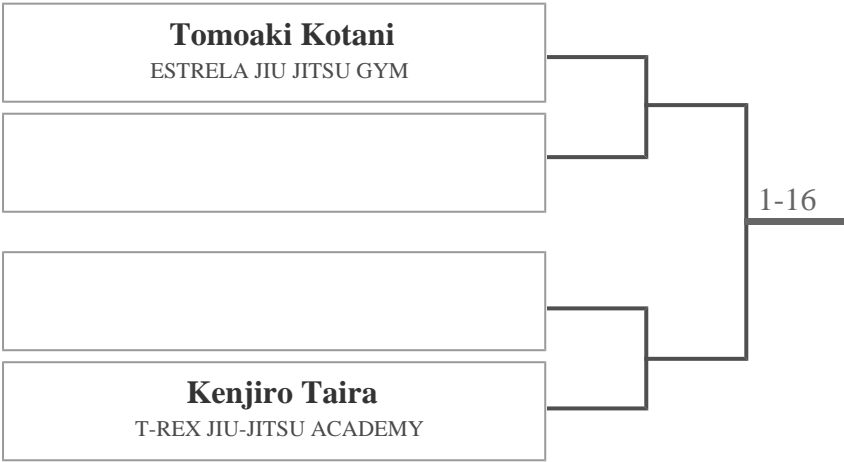 Tomoaki Kotani
ESTRELA JIU JITSU GYM
1-16
Kenjiro Taira
T-REX JIU-JITSU ACADEMY